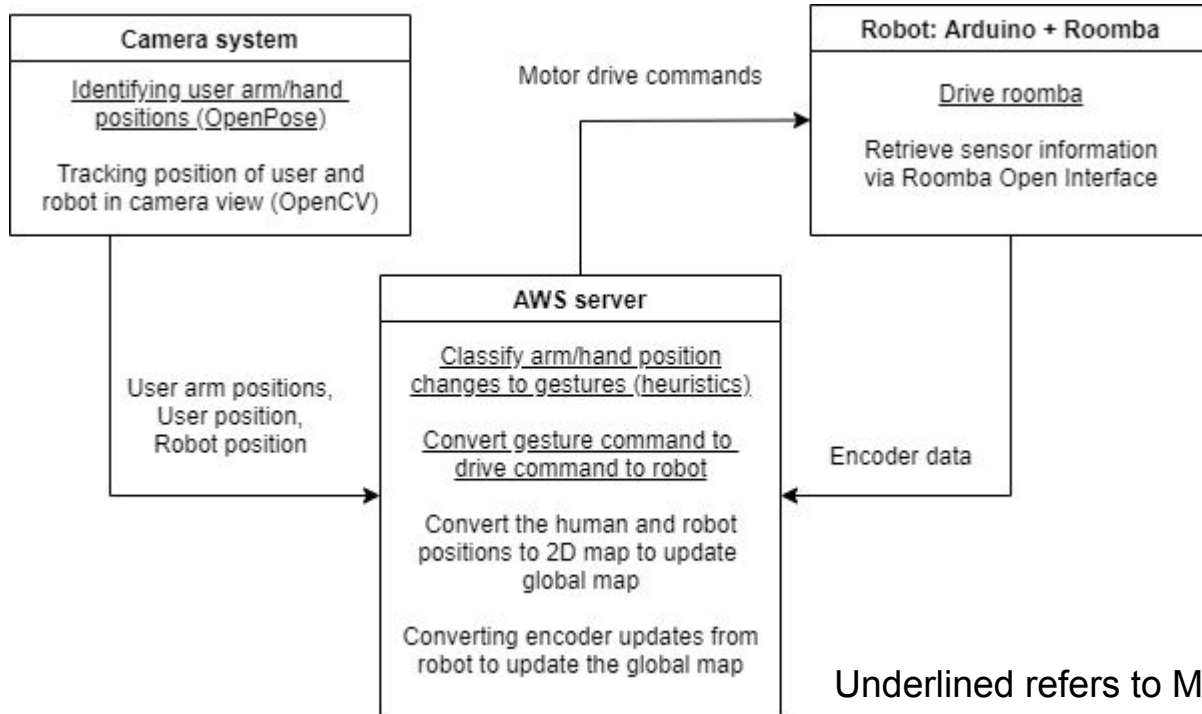 Camera system
Identifying user arm/hand
positions (OpenPose)
Tracking position of user and
robot in camera view (OpenCV)
Motor drive commands
Robot: Arduino + Roomba
Drive roomba
Retrieve sensor information
via Roomba Open Interface
User arm positions,
User position,
Robot position
AWS server
Classify arm/hand position
changes to gestures (heuristics)
Convert gesture command to
drive command to robot
Convert the human and robot
positions to 2D map to update
global map
Converting encoder updates from
robot to update the global map
Encoder data
Underlined refers to M